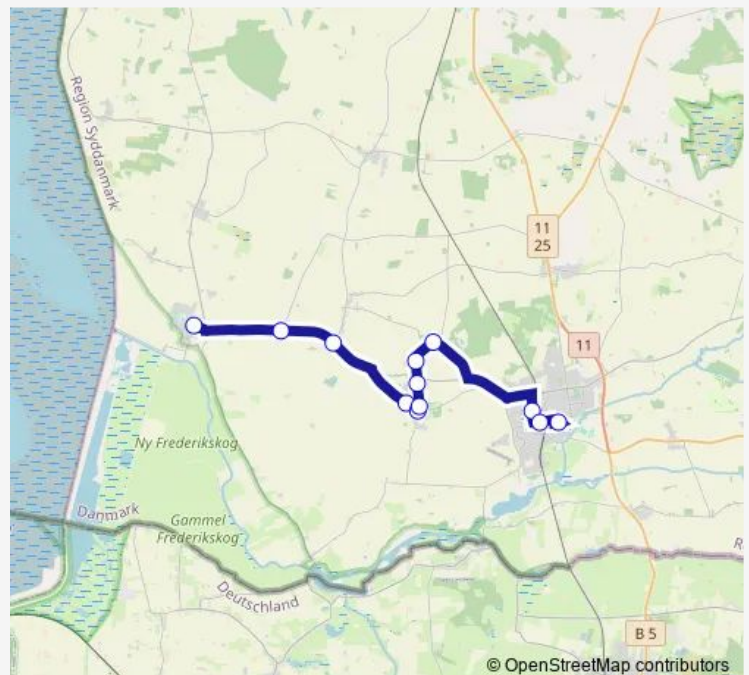 Region Syddanmark
11
25
11
Ny Frederikskog
Danmark
Gammel
Frederikskog
R
Deutschland
B 5
© OpenStreetMap contributors